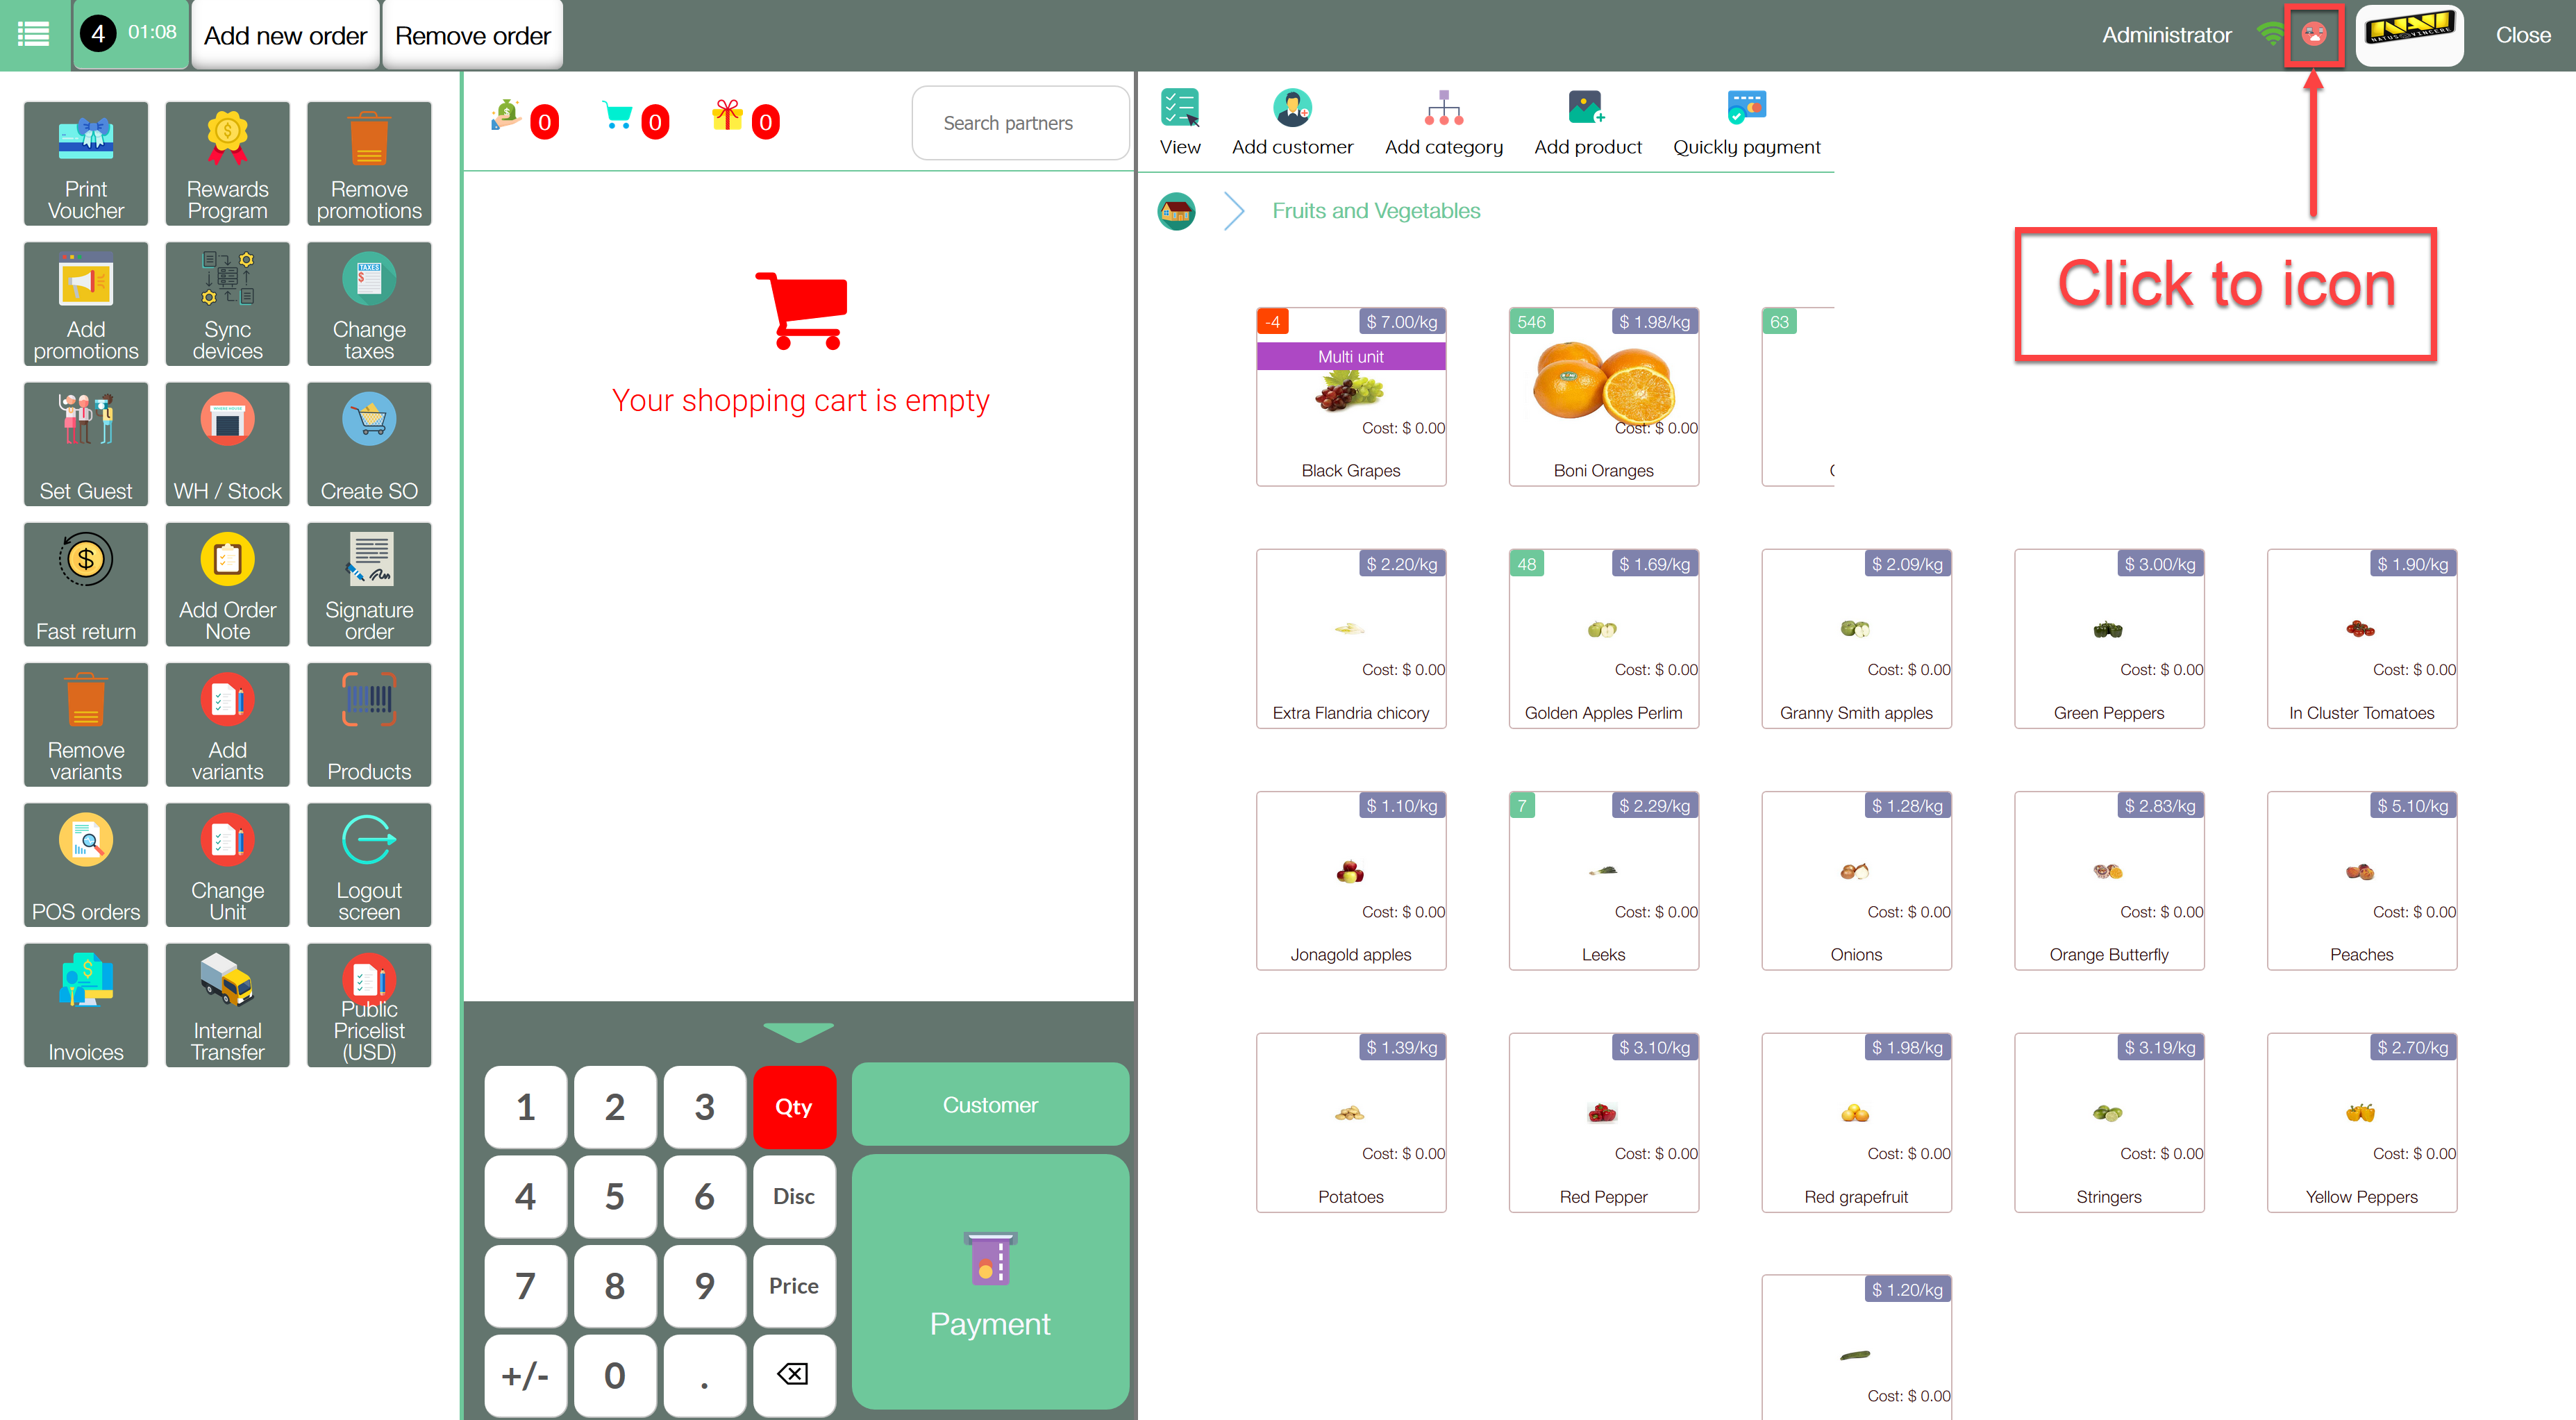 4 01:08 Add new order Remove order Administrator NAVI NATUS VINCERE Close
Print
Voucher
Rewards
Program
Remove
promotions
Add
promotions
Sync
devices
TAXES
$
Change
taxes
Set Guest
WH / Stock
Create SO
$
Fast return
Add Order
Note
Signature
order
Remove
variants
Add
variants
Products
POS orders
Change
Unit
Logout
screen
$
Invoices
Internal
Transfer
Public
Pricelist
(USD)
0 0 0 Search partners
Your shopping cart is empty
1 2 3 Qty
4 5 6 Disc
7 8 9 Price
+/- 0 .
Customer
Payment
View Add customer Add category Add product Quickly payment
Fruits and Vegetables
Click to icon
-4 $ 7.00/kg
Multi unit
Cost: $ 0.00
Black Grapes
546 $ 1.98/kg
Cost: $ 0.00
Boni Oranges
63
$ 2.20/kg
Cost: $ 0.00
Extra Flandria chicory
48 $ 1.69/kg
Cost: $ 0.00
Golden Apples Perlim
$ 2.09/kg
Cost: $ 0.00
Granny Smith apples
$ 3.00/kg
Cost: $ 0.00
Green Peppers
$ 1.90/kg
Cost: $ 0.00
In Cluster Tomatoes
$ 1.10/kg
Cost: $ 0.00
Jonagold apples
7 $ 2.29/kg
Cost: $ 0.00
Leeks
$ 1.28/kg
Cost: $ 0.00
Onions
$ 2.83/kg
Cost: $ 0.00
Orange Butterfly
$ 5.10/kg
Cost: $ 0.00
Peaches
$ 1.39/kg
Cost: $ 0.00
Potatoes
$ 3.10/kg
Cost: $ 0.00
Red Pepper
$ 1.98/kg
Cost: $ 0.00
Red grapefruit
$ 3.19/kg
Cost: $ 0.00
Stringers
$ 2.70/kg
Cost: $ 0.00
Yellow Peppers
$ 1.20/kg
Cost: $ 0.00